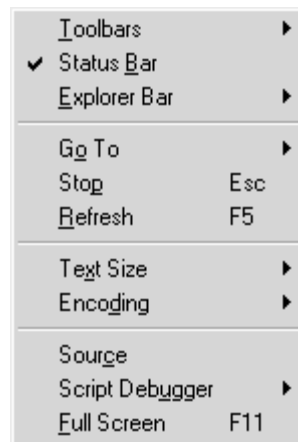 Toolbars
Status Bar
Explorer Bar
Go To
Stop Esc
Refresh F5
Text Size
Encoding
Source
Script Debugger
Full Screen F11